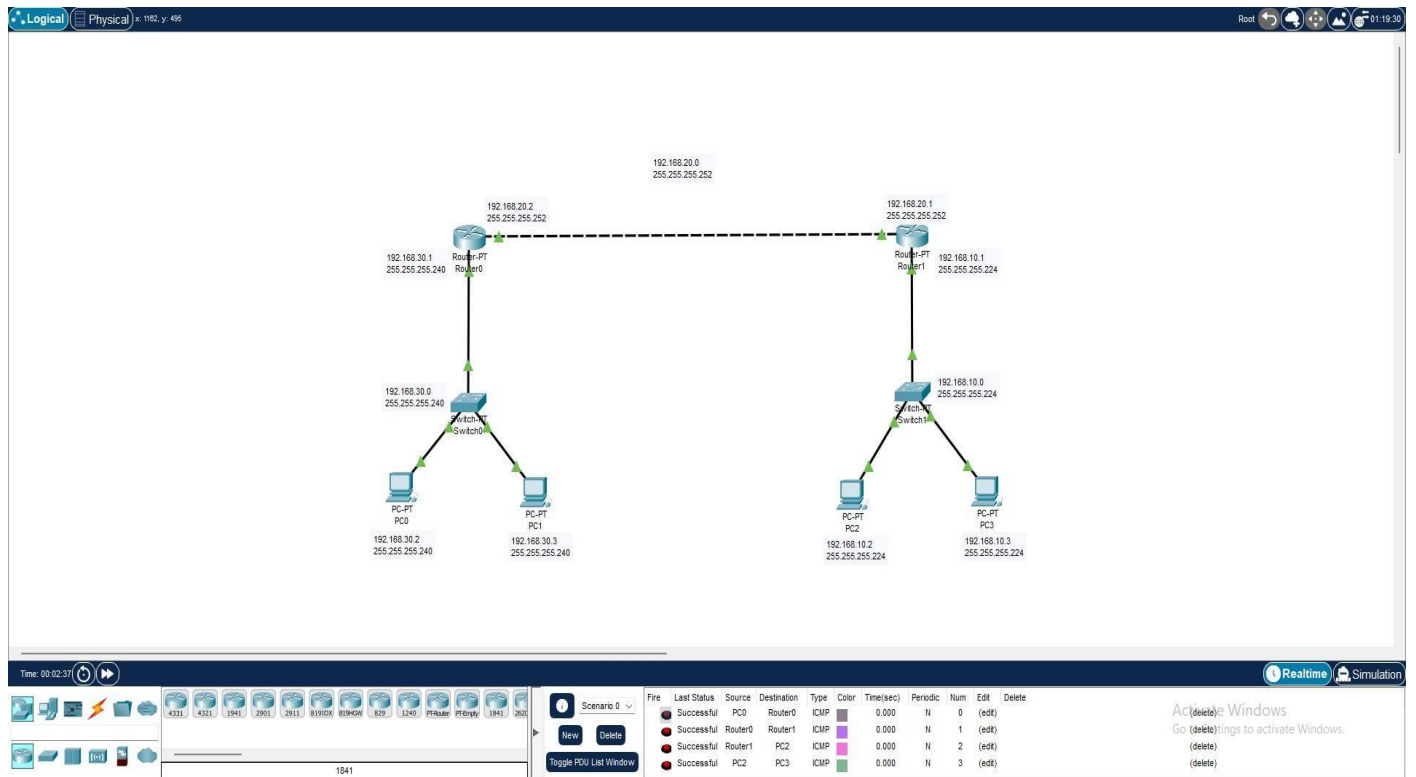 Logical Physical x: 1162, y: 495 Root 01:19:30
192.168.20.0
255.255.255.252
192.168.20.2
255.255.255.252
192.168.20.1
255.255.255.252
192.168.30.1
255.255.255.240
Router-PT
Router0
Router-PT
Router1
192.168.10.1
255.255.255.224
192.168.30.0
255.255.255.240
Switch-PT
Switch0
192.168.10.0
255.255.255.224
Switch-PT
Switch1
PC-PT
PC0
PC-PT
PC1
PC-PT
PC2
PC-PT
PC3
192.168.30.2
255.255.255.240
192.168.30.3
255.255.255.240
192.168.10.2
255.255.255.224
192.168.10.3
255.255.255.224
Time: 00:02:37 Realtime Simulation
4331 4321 1941 2901 2911 819IOX 819HGW 829 1240 PT-Router PT-Empty 1841
1841
Scenario 0
New Delete
Toggle PDU List Window
Fire Last Status Source Destination Type Color Time(sec) Periodic Num Edit Delete
Successful PC0 Router0 ICMP 0.000 N 0 (edit) (delete)
Successful Router0 Router1 ICMP 0.000 N 1 (edit) (delete)
Successful Router1 PC2 ICMP 0.000 N 2 (edit) (delete)
Successful PC2 PC3 ICMP 0.000 N 3 (edit) (delete)
Activate Windows
Go to Settings to activate Windows.